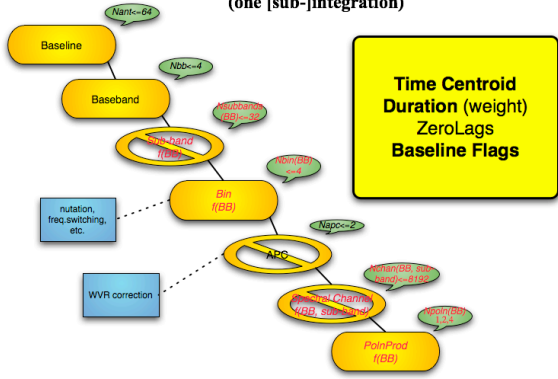 (one [sub-]integration)
Nant<=64
Baseline
Nbb<=4
Baseband
Nsubbands
(BB)<=32
Sub-band
f(BB)
Nbin(BB)
<=4
Bin
f(BB)
nutation,
freq.switching,
etc.
Napc<=2
APC
WVR correction
Nchan(BB, sub-
band)<=8192
Spectral Channel
f(BB, sub-band)
Npoln(BB)
1,2,4
PolnProd
f(BB)
Time Centroid
Duration (weight)
ZeroLags
Baseline Flags